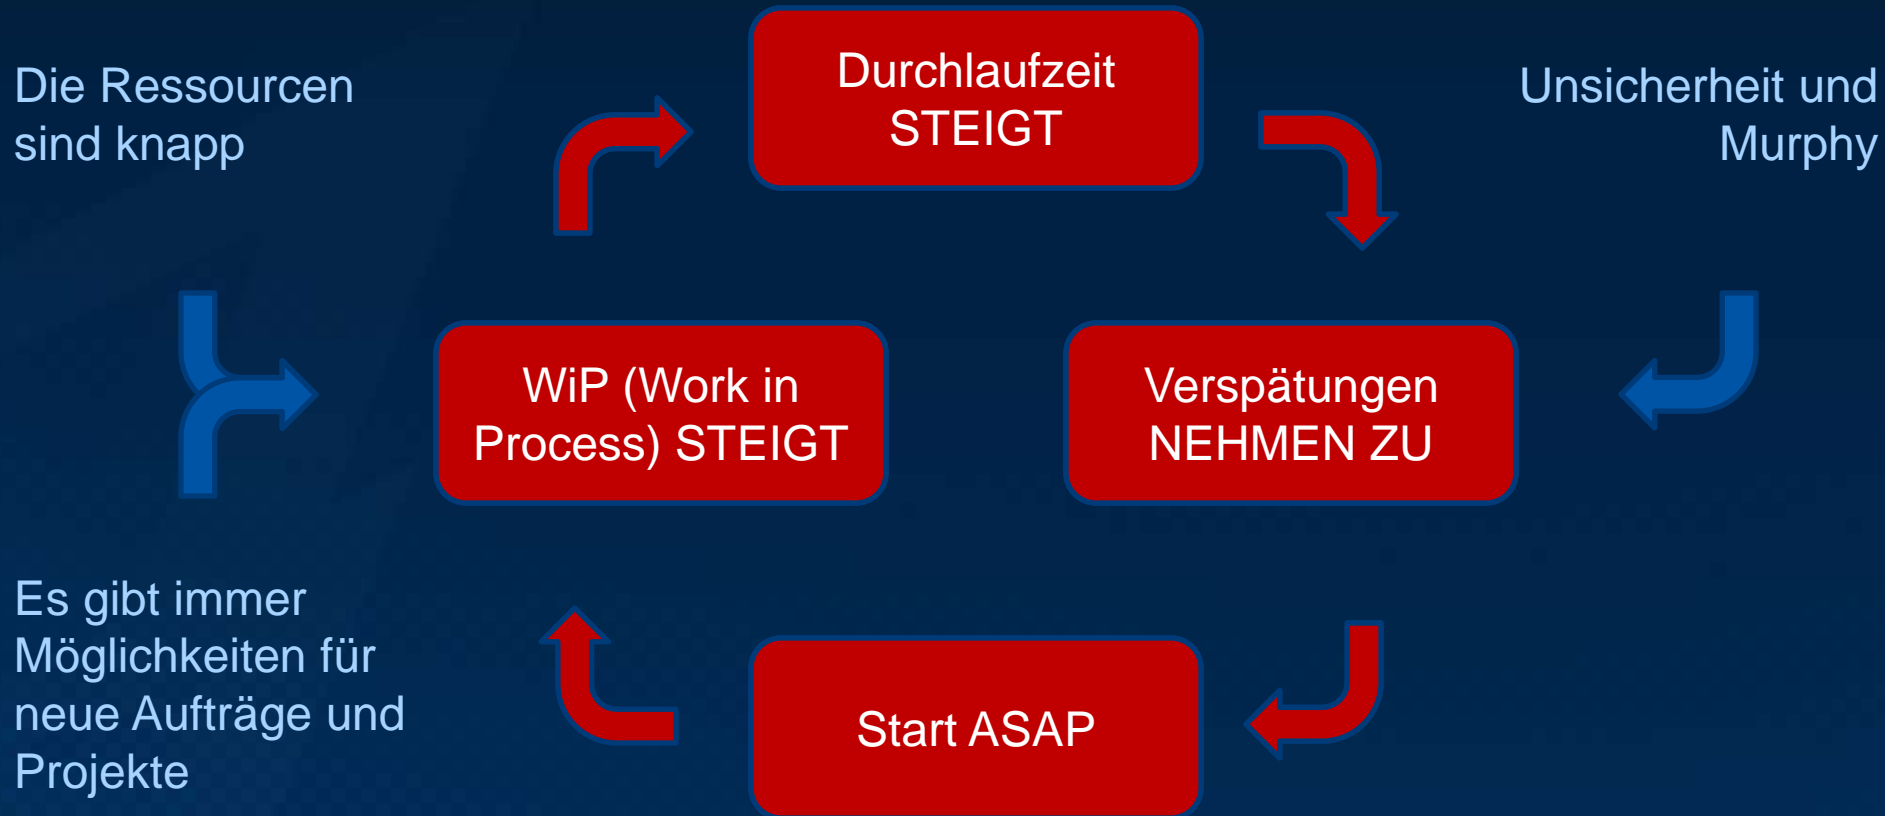 Durchlaufzeit
STEIGT
Die Ressourcen
sind knapp
Unsicherheit und
Murphy
WiP (Work in
Process) STEIGT
Verspätungen
NEHMEN ZU
Es gibt immer
Möglichkeiten für
neue Aufträge und
Projekte
Start ASAP